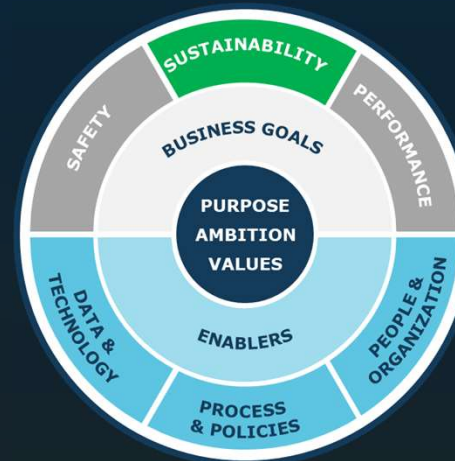 SUSTAINABILITY
SAFETY
PERFORMANCE
BUSINESS GOALS
PURPOSE
AMBITION
VALUES
ENABLERS
DATA &
TECHNOLOGY
PROCESS
& POLICIES
PEOPLE &
ORGANIZATION